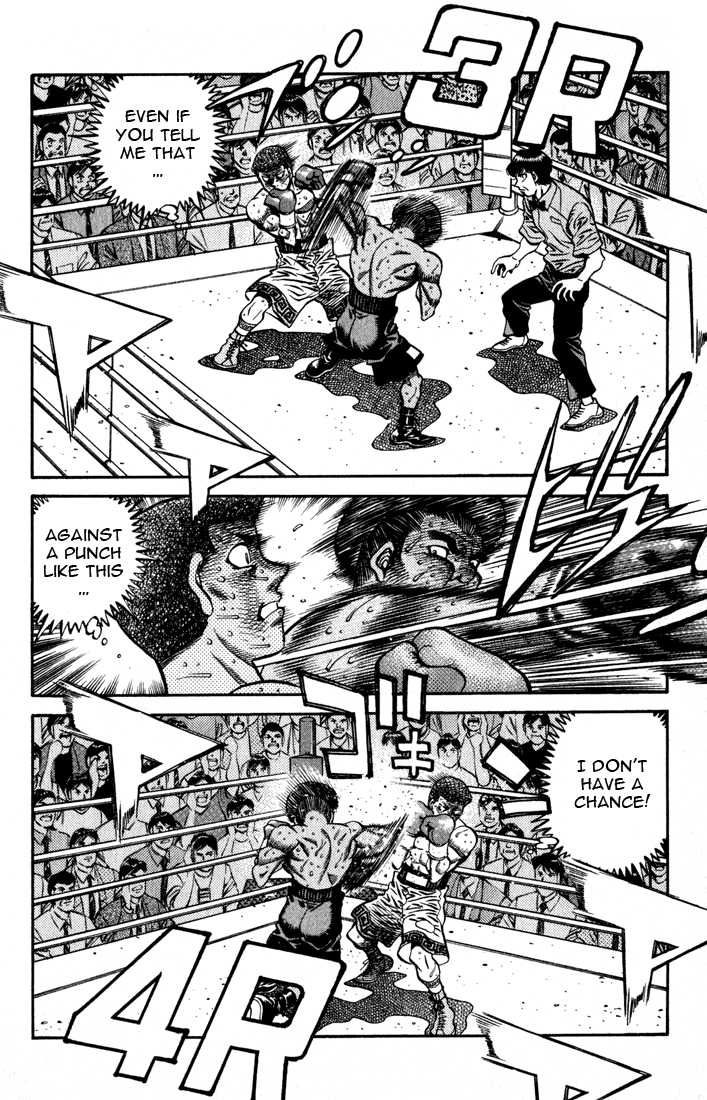 3R
EVEN IF
YOU TELL
ME THAT
...
AGAINST
A PUNCH
LIKE THIS
...
I DON'T
HAVE A
CHANCE!
4R